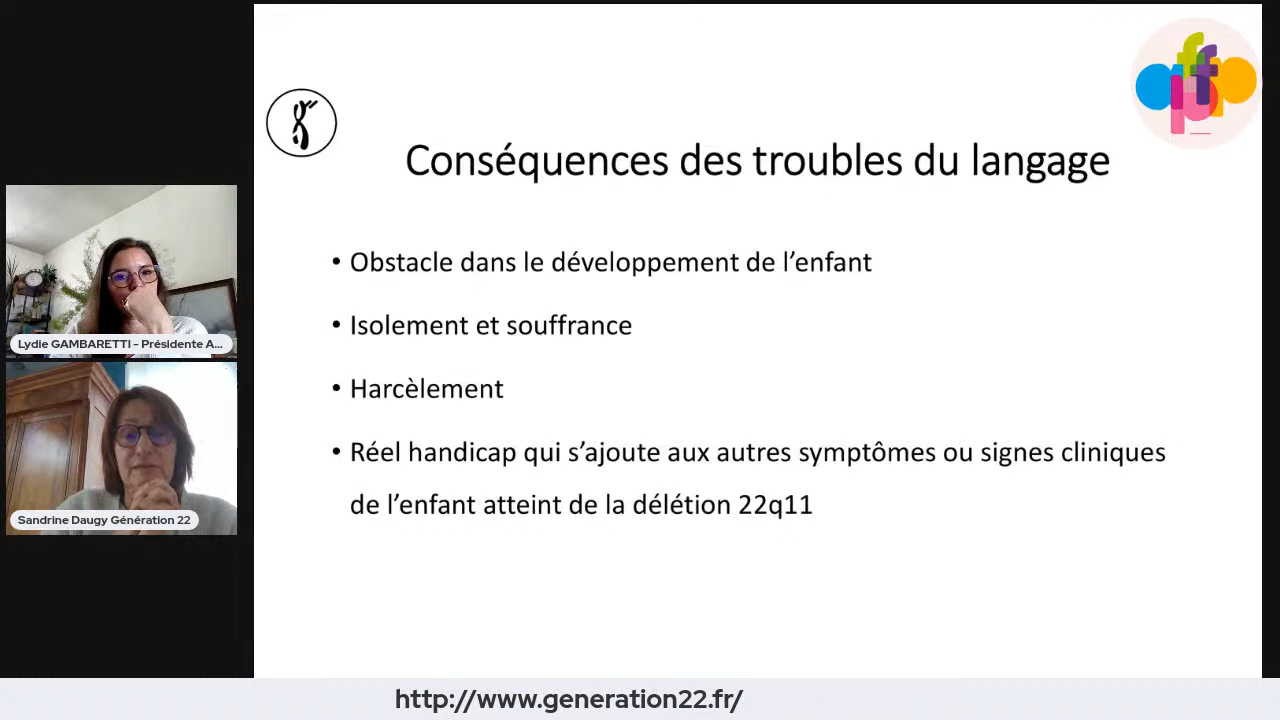 Conséquences des troubles du langage
• Obstacle dans le développement de l’enfant
• Isolement et souffrance
• Harcèlement
• Réel handicap qui s’ajoute aux autres symptômes ou signes cliniques
de l’enfant atteint de la délétion 22q11
Lydie GAMBARETTI - Présidente A...
Sandrine Daugy Génération 22
http://www.generation22.fr/